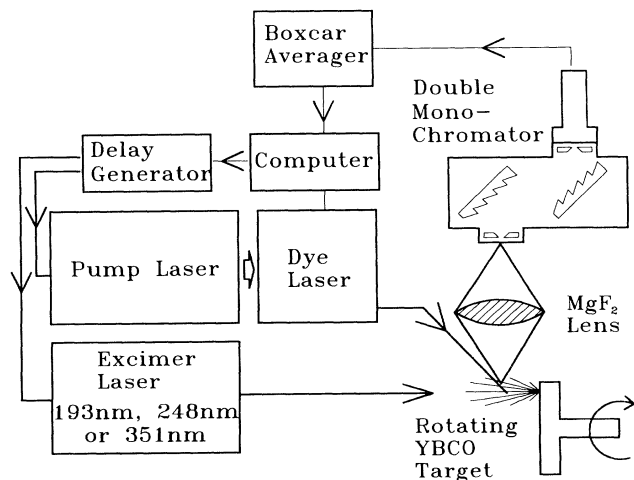 Boxcar
Averager
Double
Mono-
Chromator
Delay
Generator
Computer
Pump Laser
Dye
Laser
MgF₂
Lens
Excimer
Laser
193nm, 248nm
or 351nm
Rotating
YBCO
Target